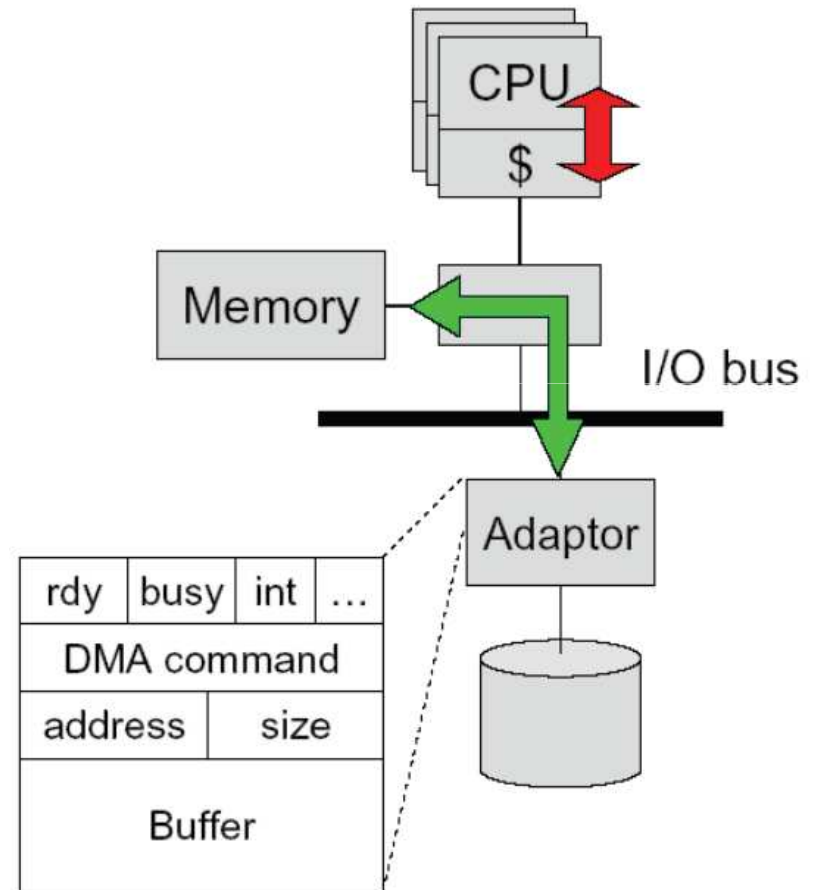 CPU
$
Memory
I/O bus
Adaptor
rdy busy int ...
DMA command
address size
Buffer